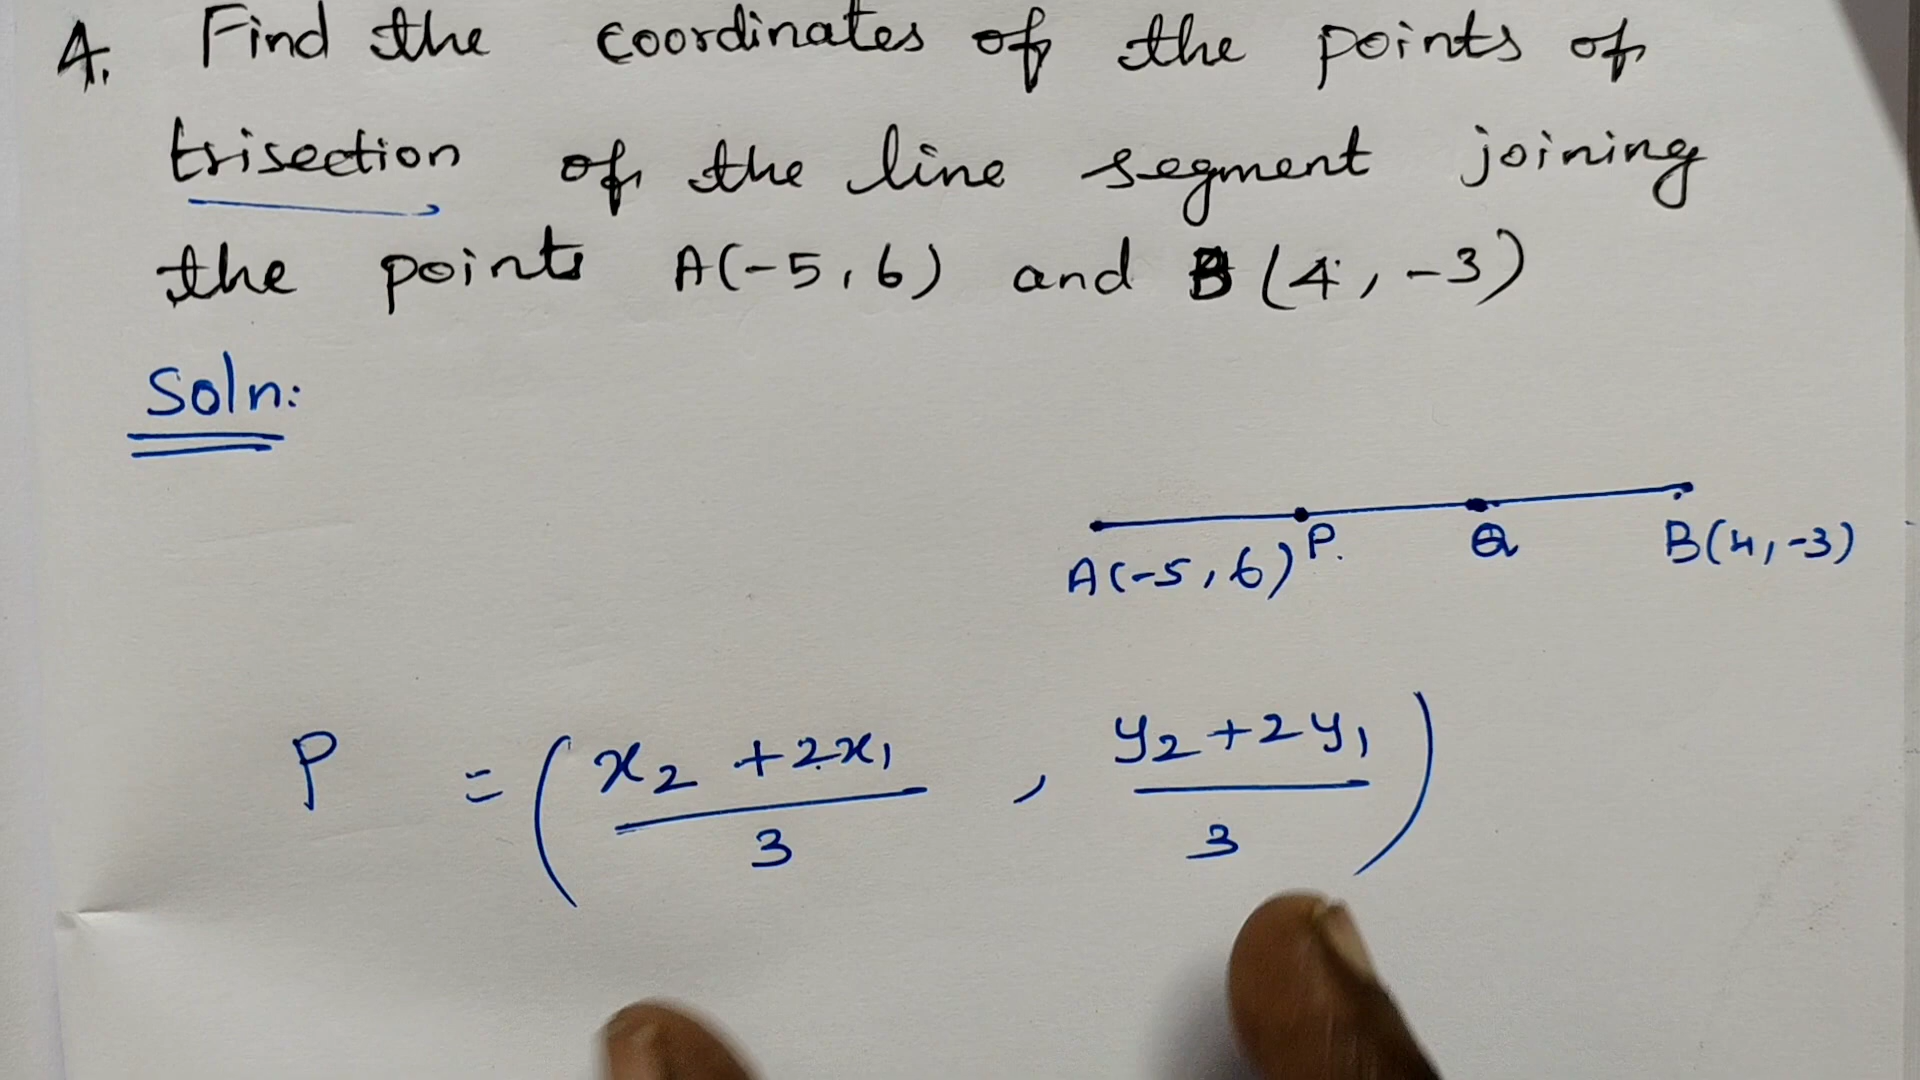 4. Find the coordinates of the points of
trisection of the line segment joining
the points A(-5,6) and B (4,-3)
Soln:
A(-5,6) P. Q B(4,-3)
P = ( x₂ + 2x₁ / 3 , y₂ + 2y₁ / 3 )